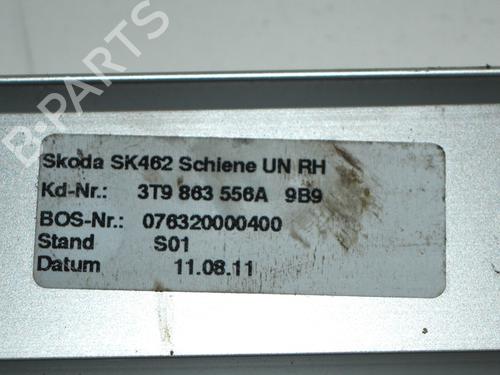 B-PARTS
Skoda SK462 Schiene UN RH
Kd-Nr.: 3T9 863 556A 9B9
BOS-Nr.: 076320000400
Stand S01
Datum 11.08.11